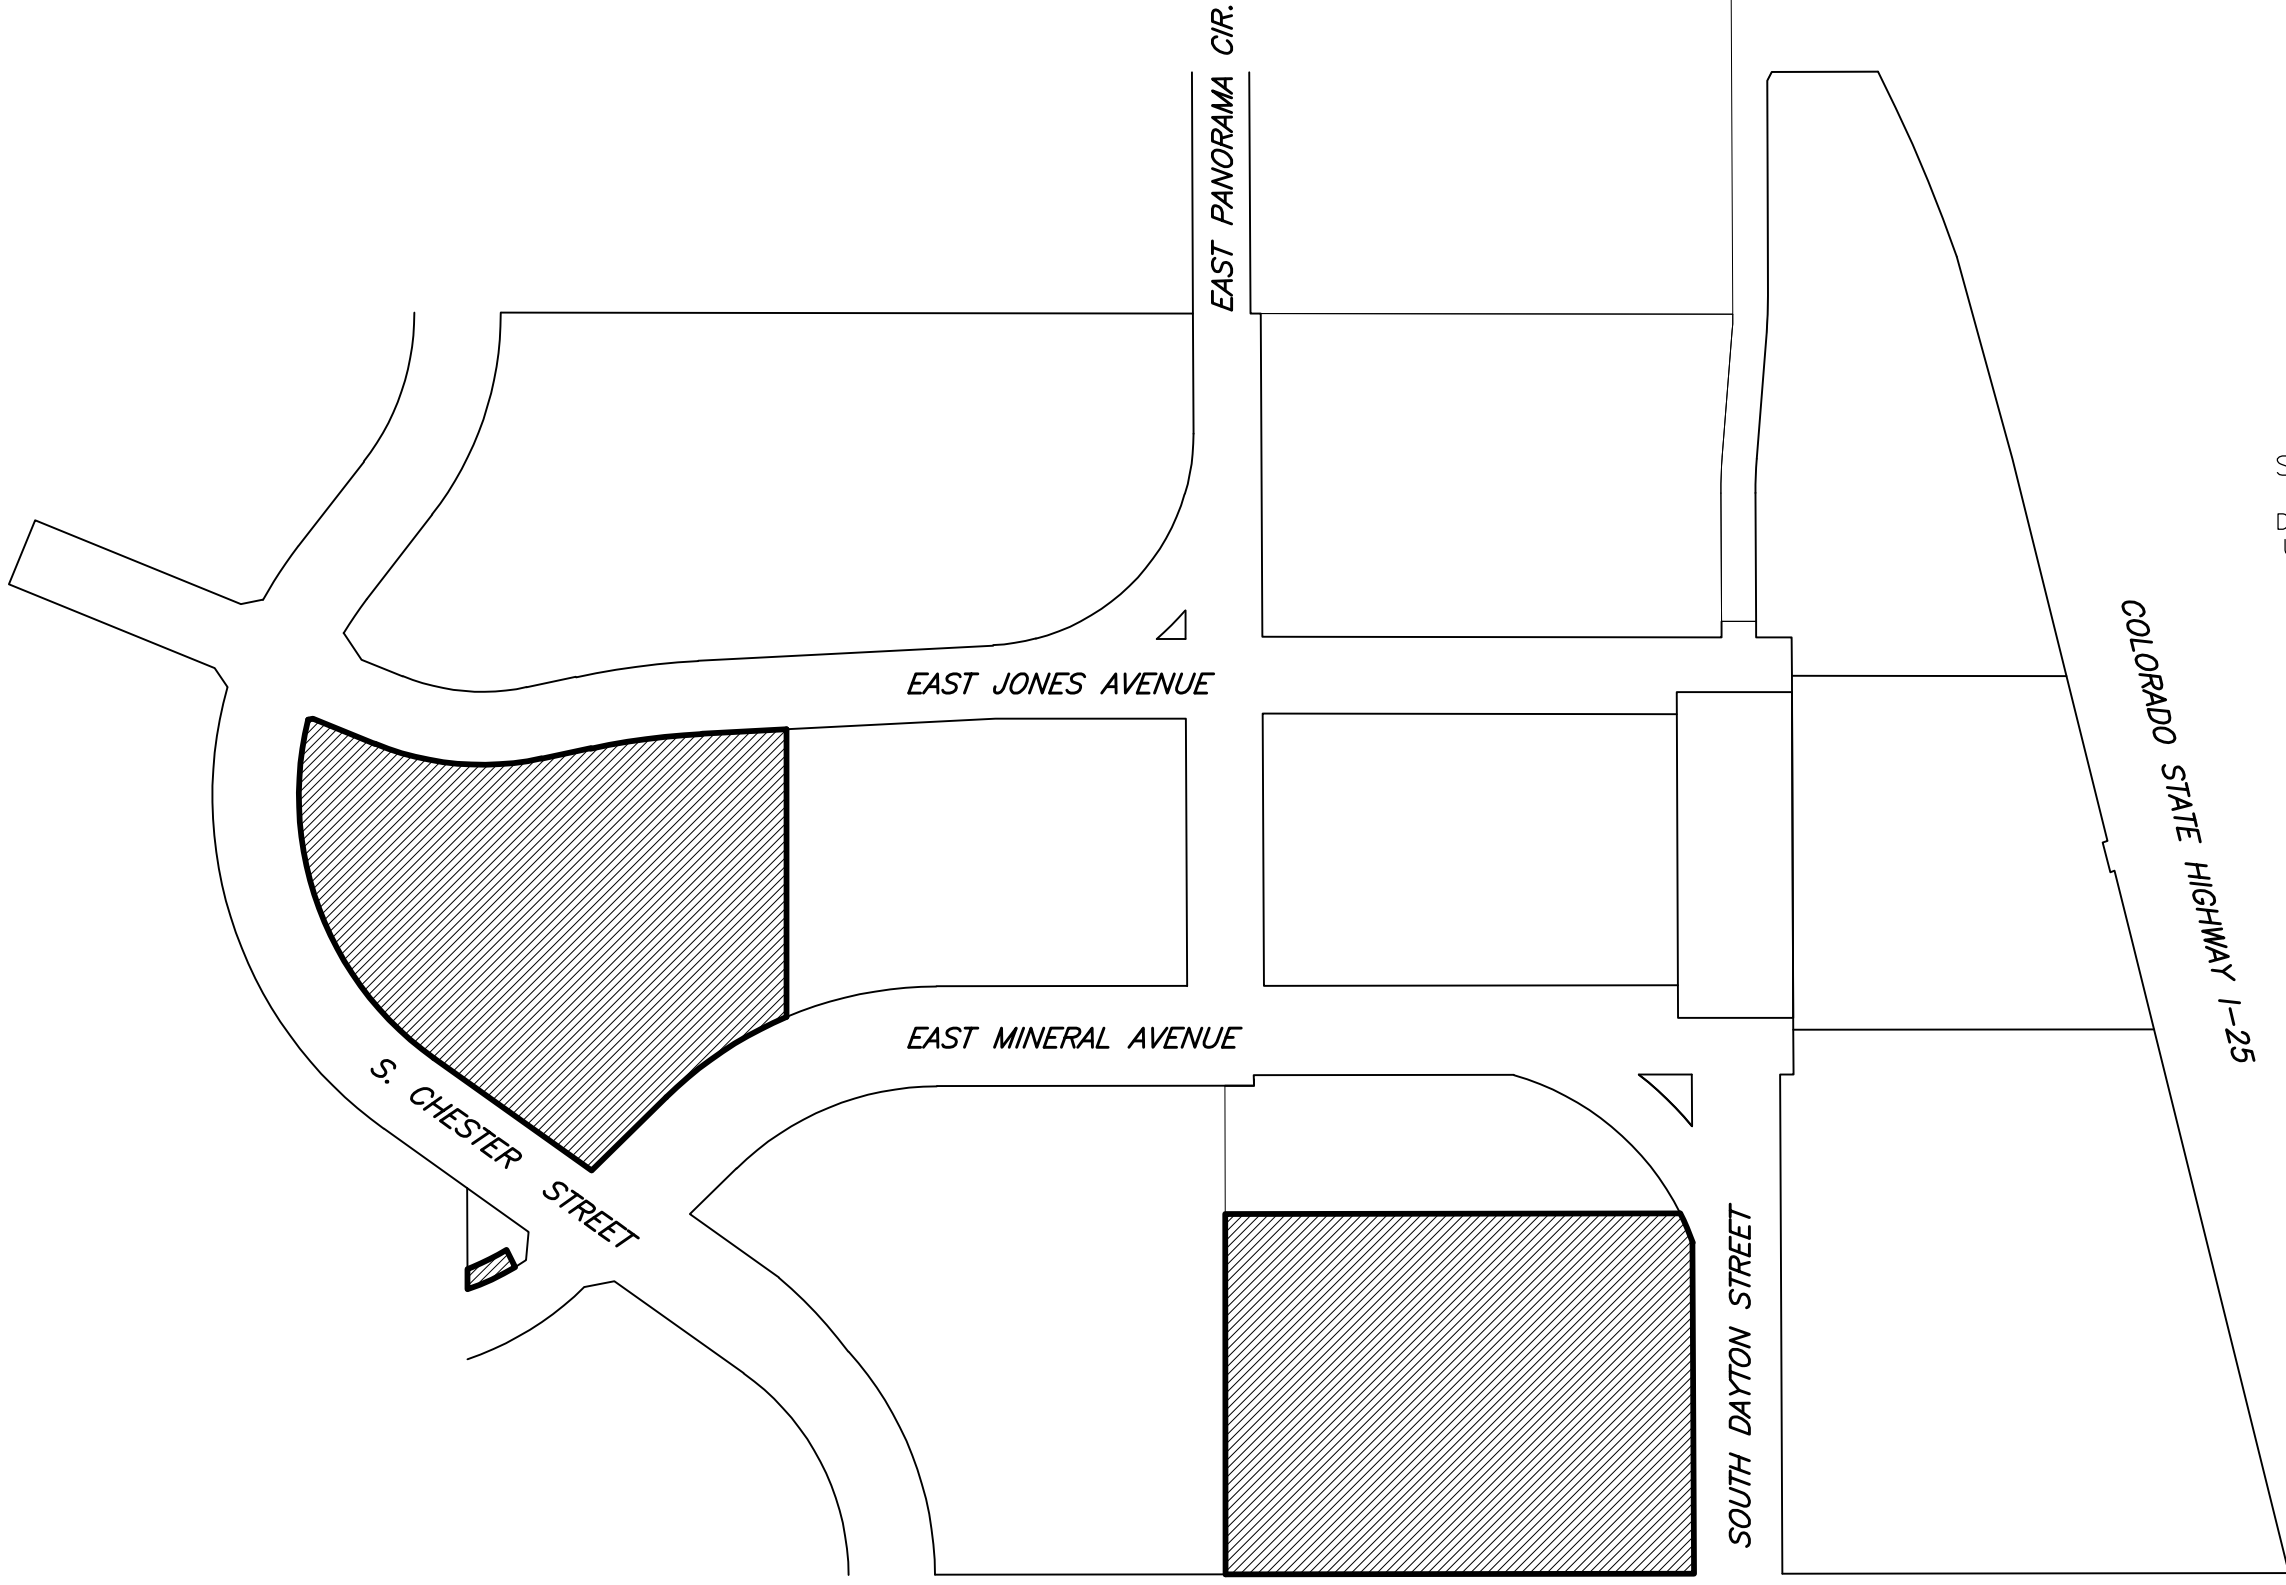 EAST PANORAMA CIR.
EAST JONES AVENUE
COLORADO STATE HIGHWAY I-25
EAST MINERAL AVENUE
S. CHESTER STREET
SOUTH DAYTON STREET